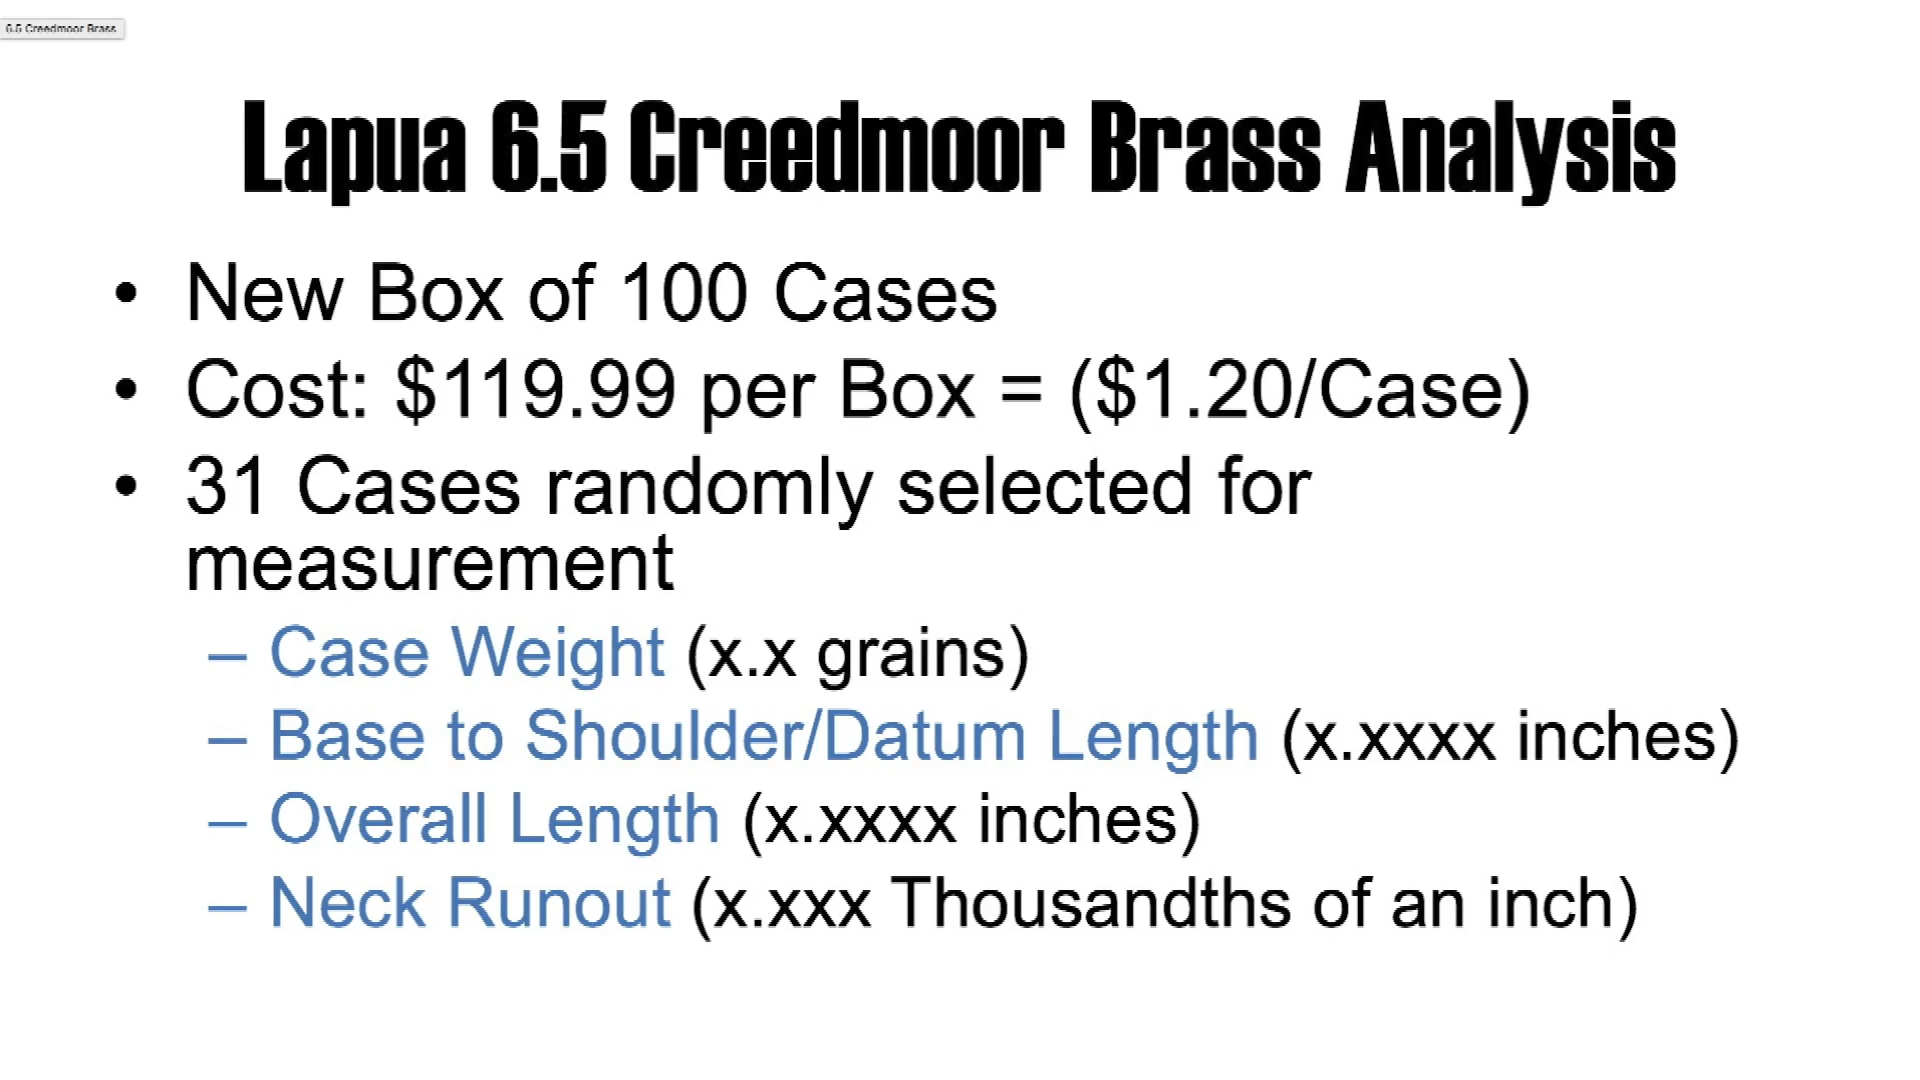 6.5 Creedmoor Brass
Lapua 6.5 Creedmoor Brass Analysis
• New Box of 100 Cases
• Cost: $119.99 per Box = ($1.20/Case)
• 31 Cases randomly selected for
measurement
– Case Weight (x.x grains)
– Base to Shoulder/Datum Length (x.xxxx inches)
– Overall Length (x.xxxx inches)
– Neck Runout (x.xxx Thousandths of an inch)